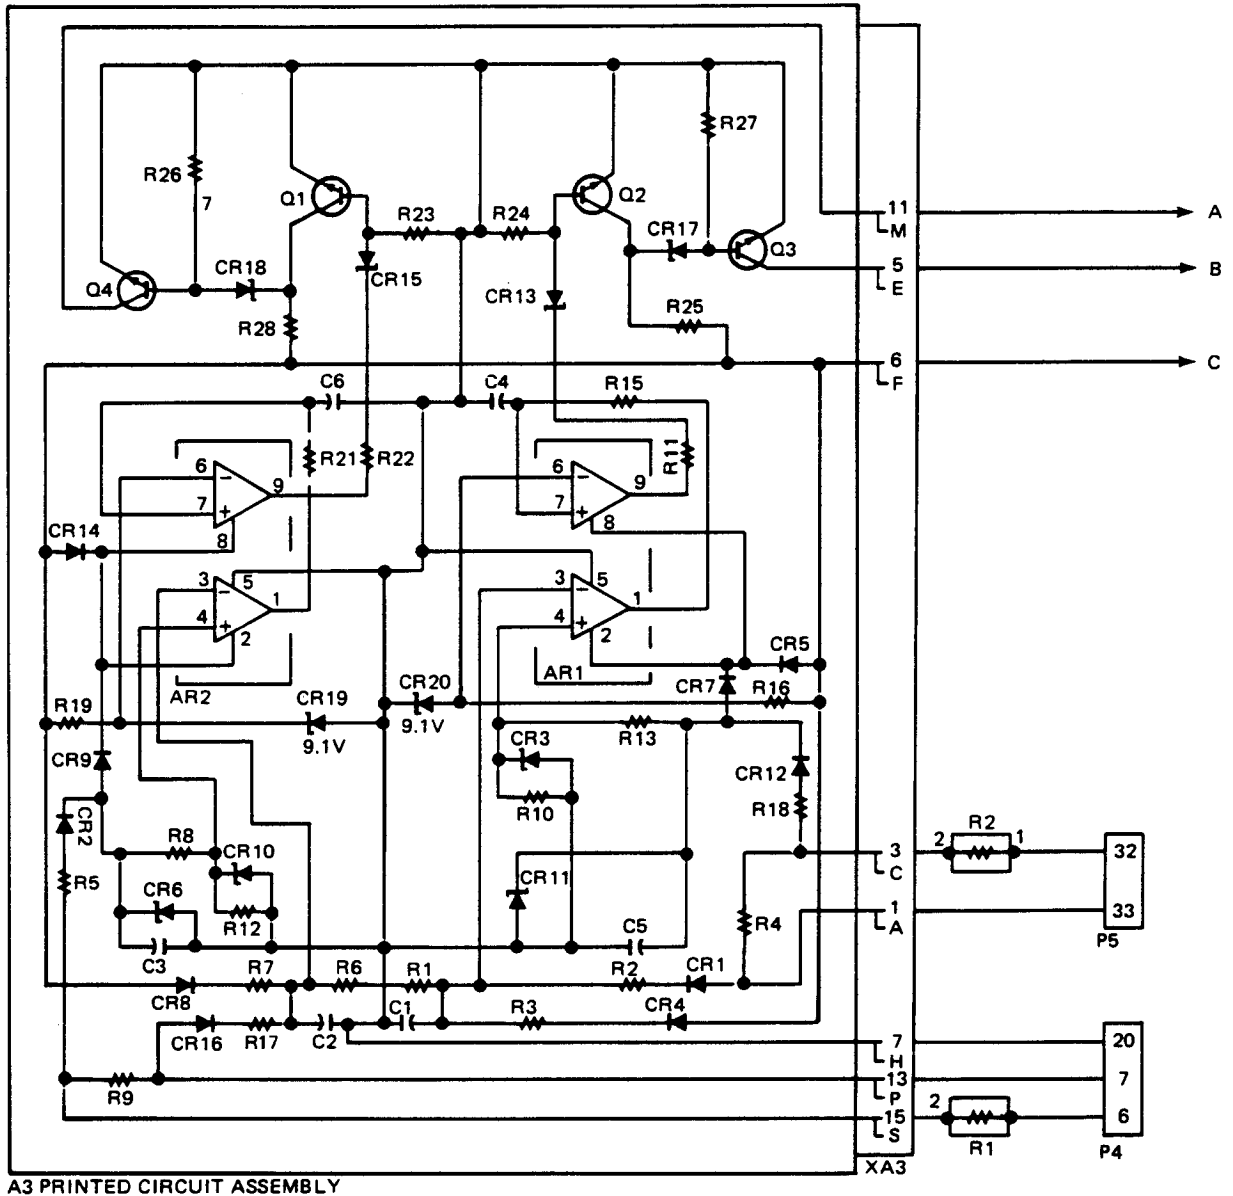 R26
7
Q1
R23
R24
Q2
R27
CR17
Q3
11
M
A
5
E
B
Q4
CR18
CR15
CR13
R28
R25
6
F
C
C6
C4
R15
R21
R22
R11
6
7
9
8
6
7
9
8
−
+
−
+
CR14
3
4
5
1
2
3
4
5
1
2
−
+
−
+
AR2
AR1
CR5
CR7
R16
R19
CR19
9.1V
CR20
9.1V
R13
CR9
CR3
CR12
R10
R18
CR2
R8
CR10
R5
CR6
R12
CR11
C3
C5
R4
3
C
2
R2
1
32
1
A
33
P5
R7
R6
R1
R2
CR1
CR8
CR16
R17
C2
C1
R3
CR4
7
H
20
R9
13
P
7
15
S
2
R1
6
P4
XA3
A3 PRINTED CIRCUIT ASSEMBLY